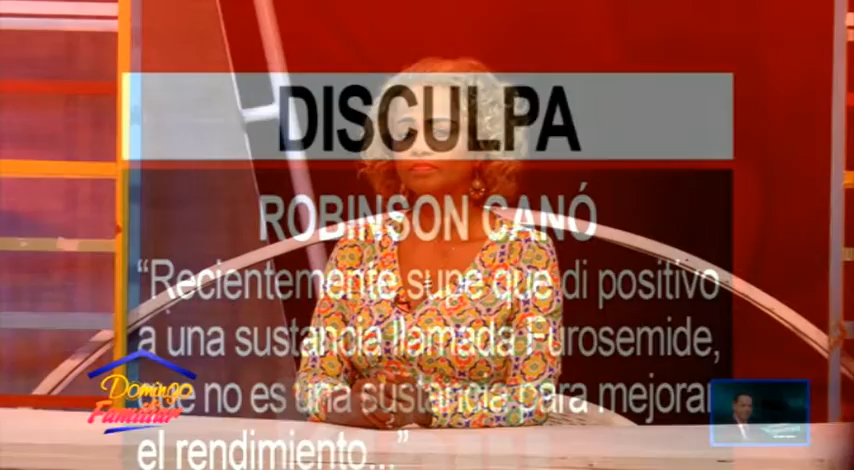 DISCULPA
ROBINSON CANÓ
“Recientemente supe que di positivo
a una sustancia llamada Furosemide,
que no es una sustancia para mejorar
el rendimiento...”
Domingo
Familiar